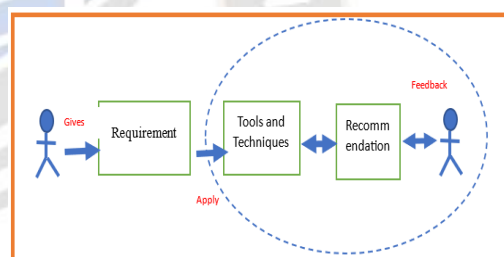 Gives
Requirement
Apply
Tools and
Techniques
Recomm
endation
Feedback